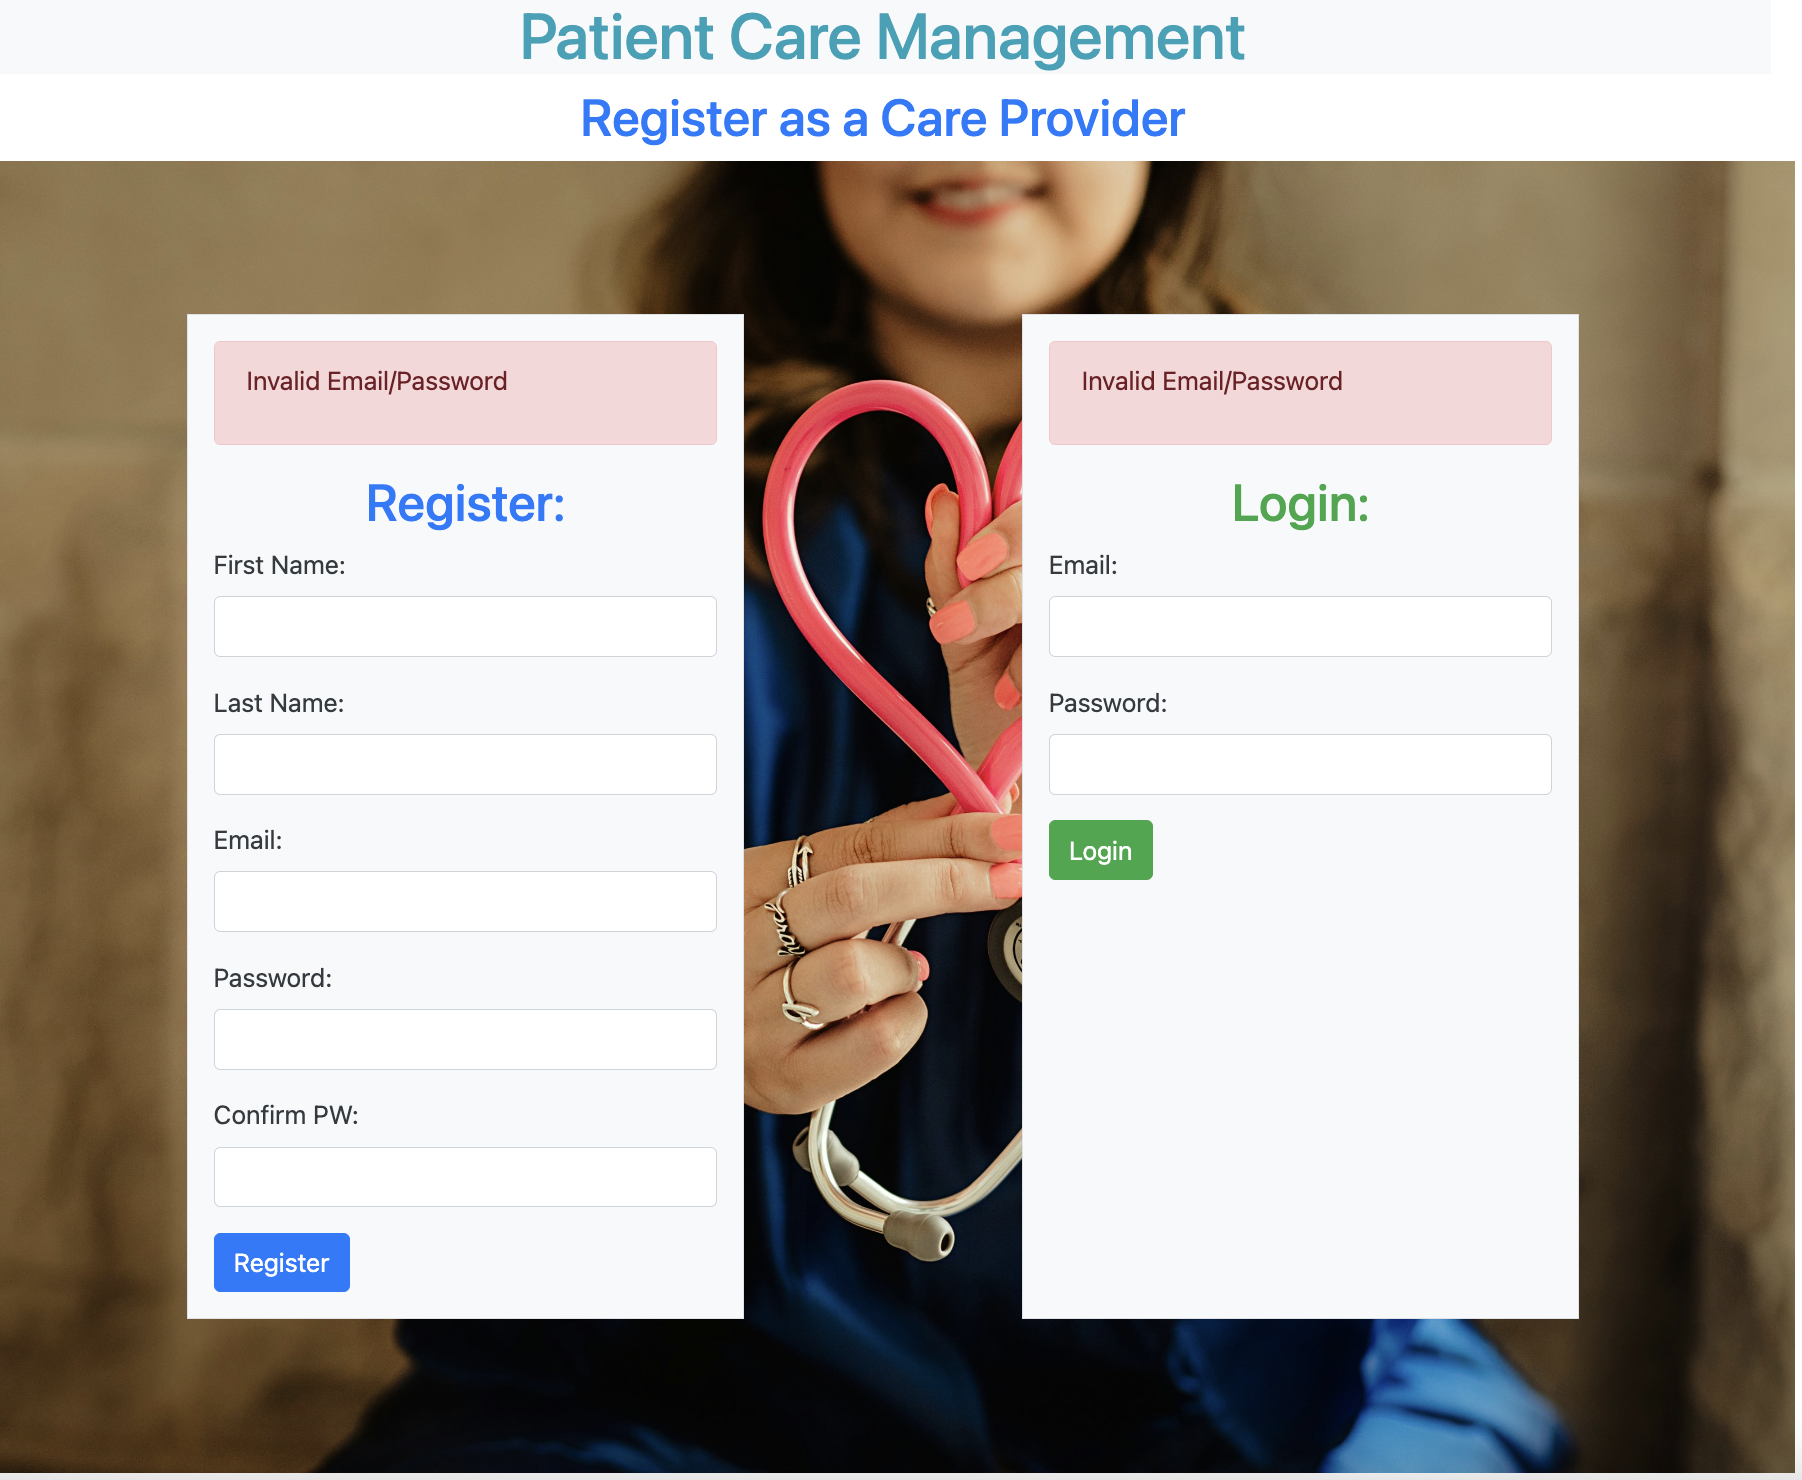 Patient Care Management
Register as a Care Provider
Invalid Email/Password
Register:
First Name:
Last Name:
Email:
Password:
Confirm PW:
Register
Invalid Email/Password
Login:
Email:
Password:
Login
pray